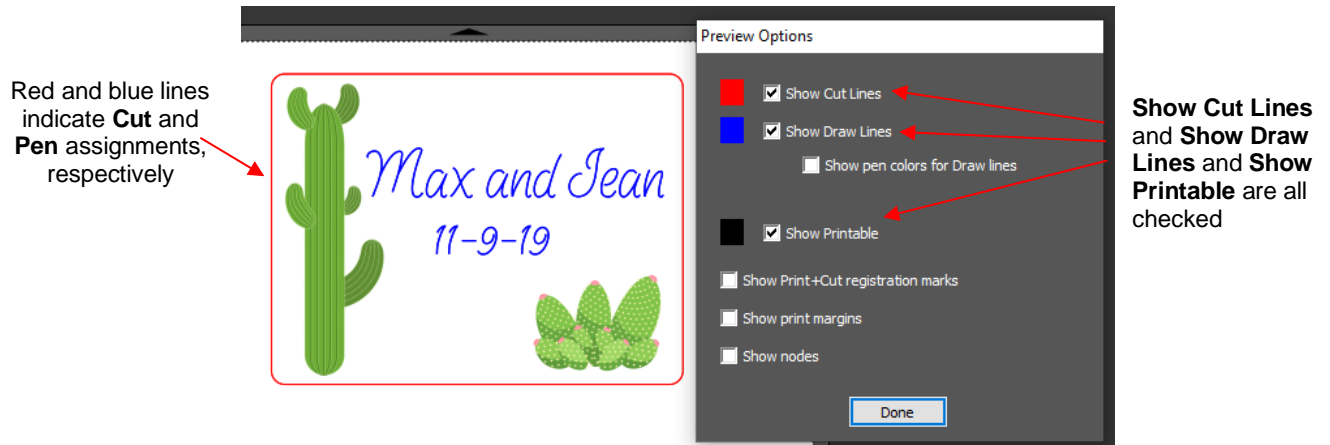 Red and blue lines
indicate Cut and
Pen assignments,
respectively
Max and Jean
11-9-19
Preview Options
Show Cut Lines
Show Draw Lines
Show pen colors for Draw lines
Show Printable
Show Print+Cut registration marks
Show print margins
Show nodes
Done
Show Cut Lines
and Show Draw
Lines and Show
Printable are all
checked